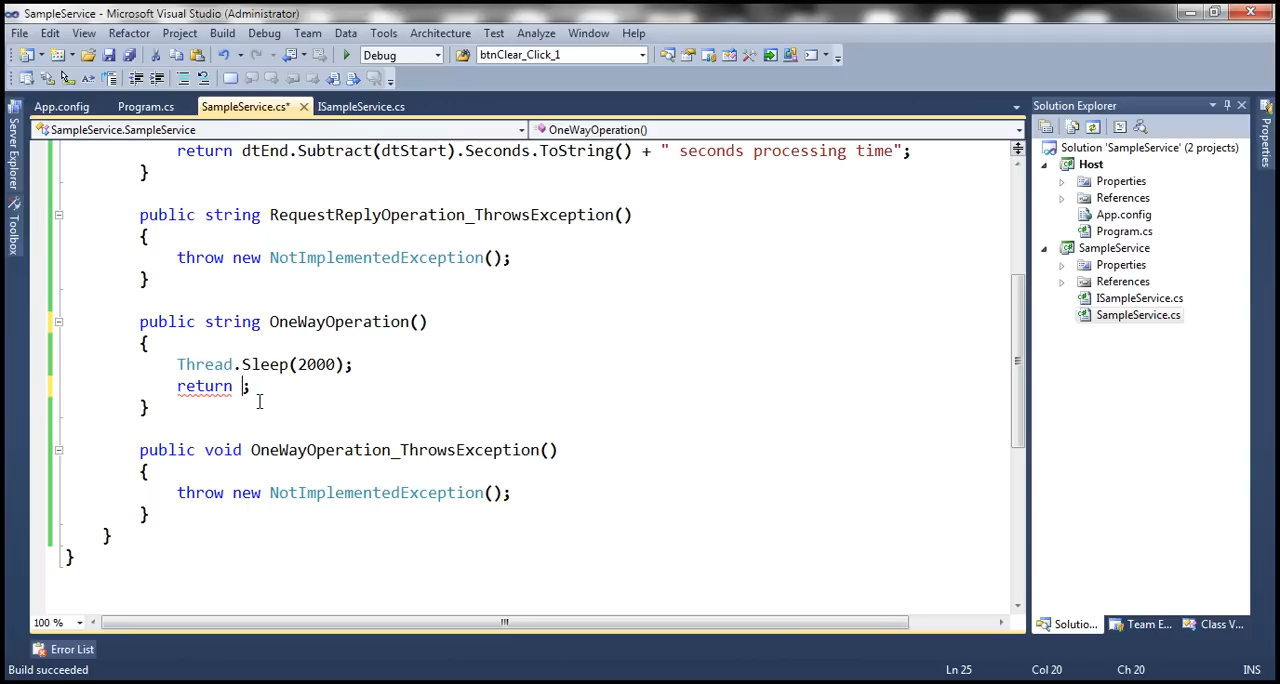 SampleService - Microsoft Visual Studio (Administrator)
File Edit View Refactor Project Build Debug Team Data Tools Architecture Test Analyze Window Help
Debug btnClear_Click_1
App.config Program.cs SampleService.cs* ISampleService.cs
SampleService.SampleService OneWayOperation()
return dtEnd.Subtract(dtStart).Seconds.ToString() + " seconds processing time";
}
public string RequestReplyOperation_ThrowsException()
{
throw new NotImplementedException();
}
public string OneWayOperation()
{
Thread.Sleep(2000);
return ;
}
public void OneWayOperation_ThrowsException()
{
throw new NotImplementedException();
}
}
}
100 %
Error List
Build succeeded Ln 25 Col 20 Ch 20 INS
Server Explorer
Toolbox
Solution Explorer
Solution 'SampleService' (2 projects)
Host
Properties
References
App.config
Program.cs
SampleService
Properties
References
ISampleService.cs
SampleService.cs
Solutio... Team E... Class V...
Properties